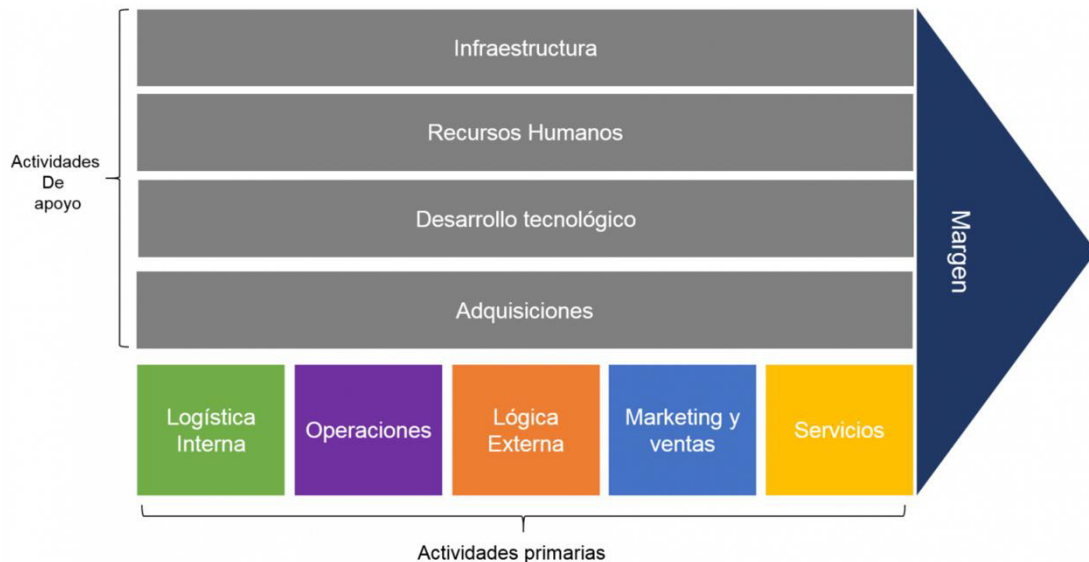 Infraestructura
Recursos Humanos
Actividades
De
apoyo
Desarrollo tecnológico
Adquisiciones
Margen
Logística
Interna
Operaciones
Lógica
Externa
Marketing y
ventas
Servicios
Actividades primarias